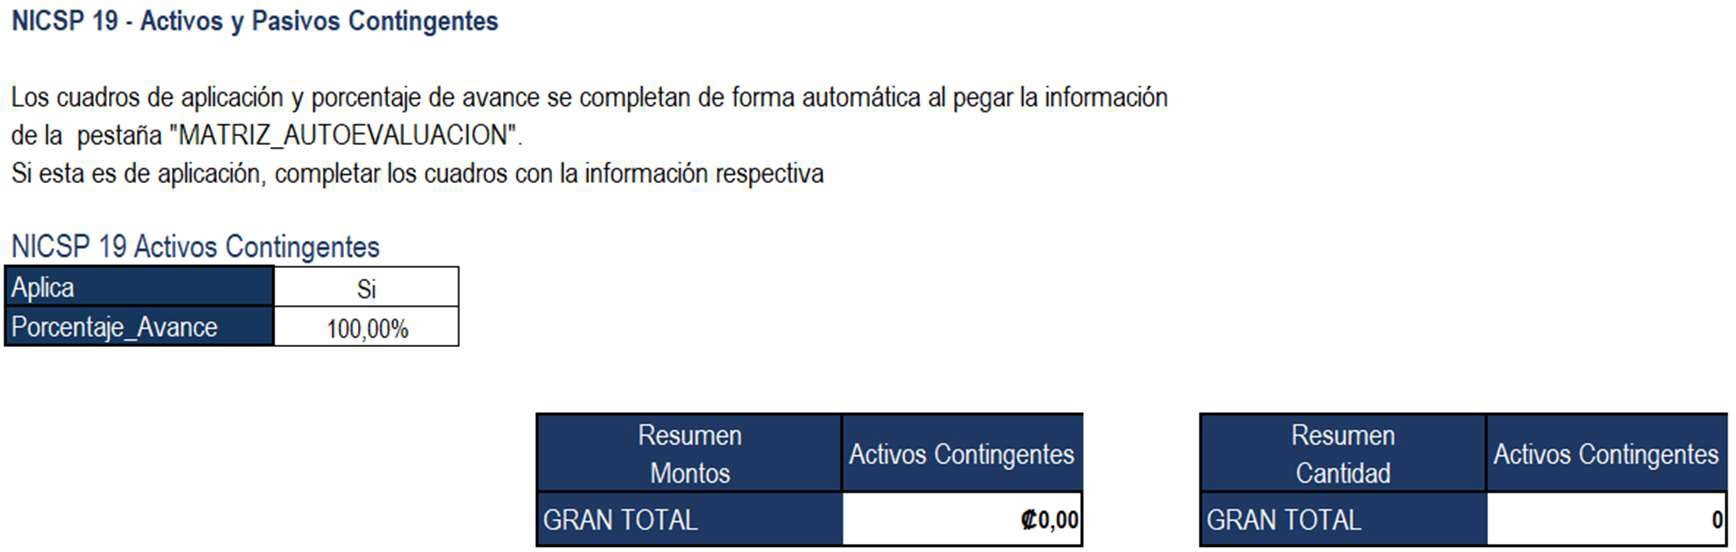 NICSP 19 - Activos y Pasivos Contingentes
Los cuadros de aplicación y porcentaje de avance se completan de forma automática al pegar la información
de la  pestaña "MATRIZ_AUTOEVALUACION".
Si esta es de aplicación, completar los cuadros con la información respectiva
NICSP 19 Activos Contingentes
Aplica Si
Porcentaje_Avance 100,00%
Resumen
Montos
Activos Contingentes
GRAN TOTAL ₡0,00
Resumen
Cantidad
Activos Contingentes
GRAN TOTAL 0